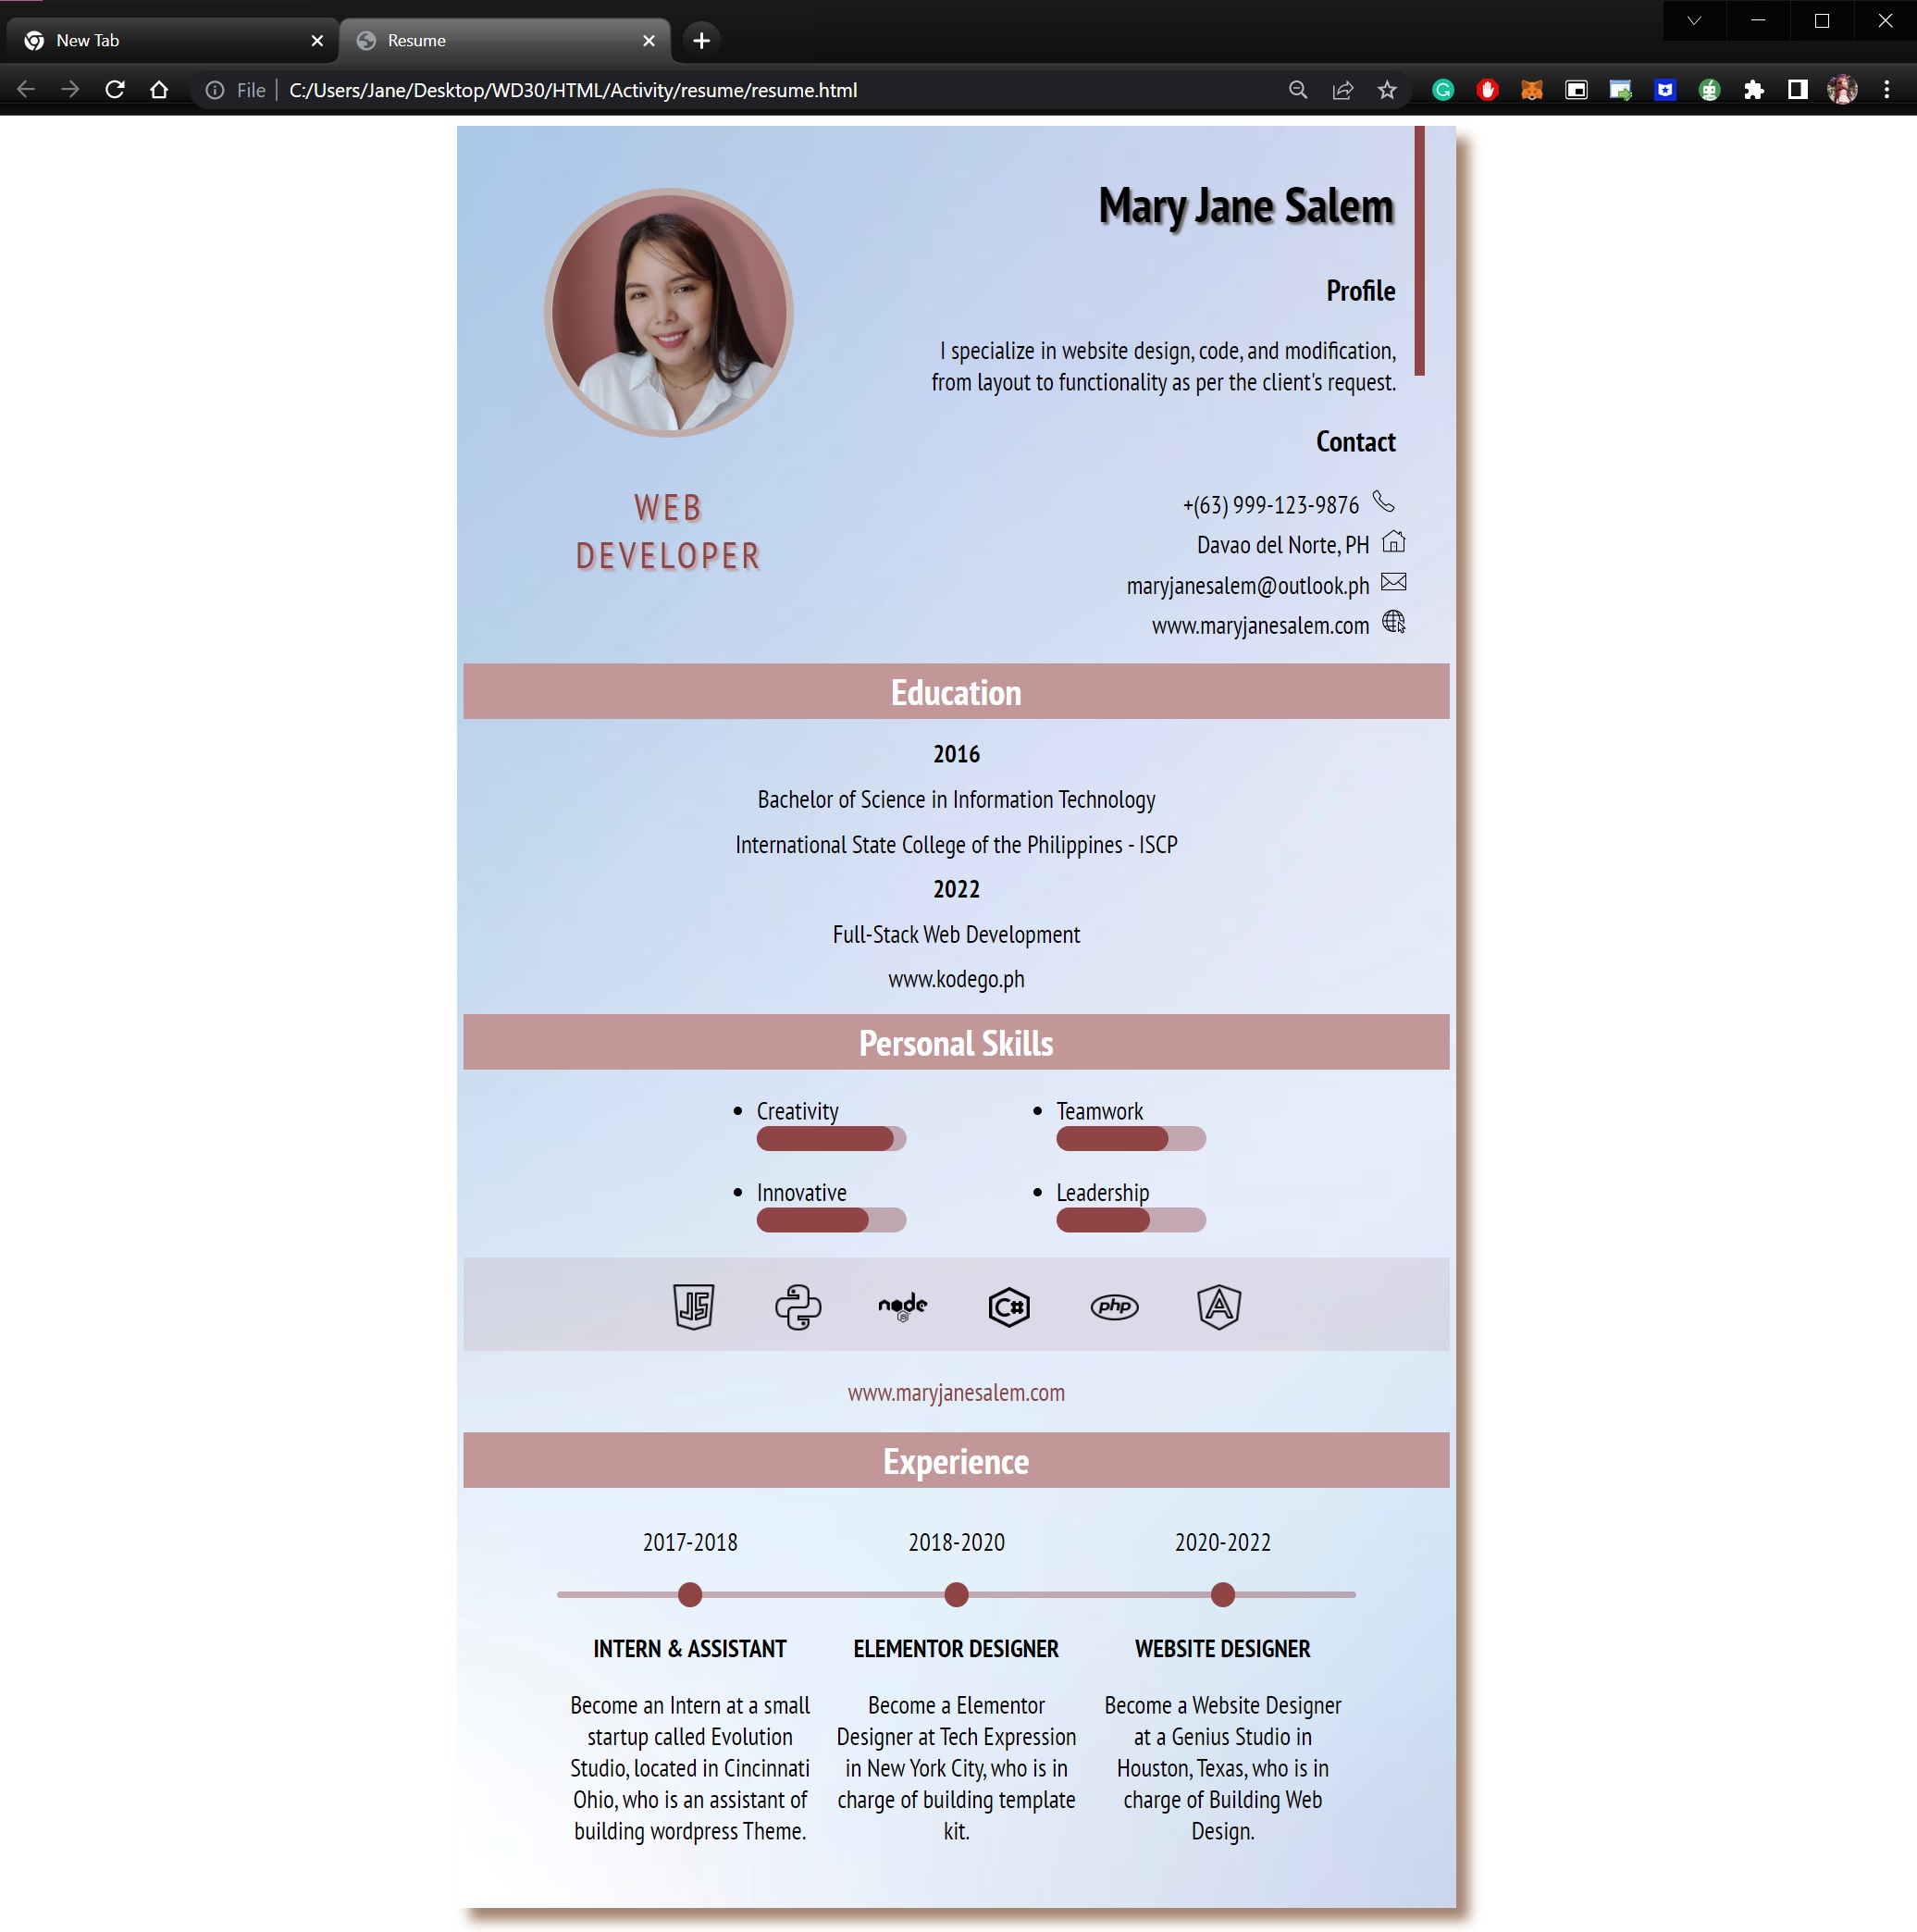 New Tab
Resume
File
C:/Users/Jane/Desktop/WD30/HTML/Activity/resume/resume.html
Mary Jane Salem
Profile
I specialize in website design, code, and modification,
from layout to functionality as per the client's request.
Contact
WEB
DEVELOPER
+(63) 999-123-9876
Davao del Norte, PH
maryjanesalem@outlook.ph
www.maryjanesalem.com
Education
2016
Bachelor of Science in Information Technology
International State College of the Philippines - ISCP
2022
Full-Stack Web Development
www.kodego.ph
Personal Skills
Creativity
Teamwork
Innovative
Leadership
JS
node
JS
C#
php
A
www.maryjanesalem.com
Experience
2017-2018
2018-2020
2020-2022
INTERN & ASSISTANT
Become an Intern at a small
startup called Evolution
Studio, located in Cincinnati
Ohio, who is an assistant of
building wordpress Theme.
ELEMENTOR DESIGNER
Become a Elementor
Designer at Tech Expression
in New York City, who is in
charge of building template
kit.
WEBSITE DESIGNER
Become a Website Designer
at a Genius Studio in
Houston, Texas, who is in
charge of Building Web
Design.